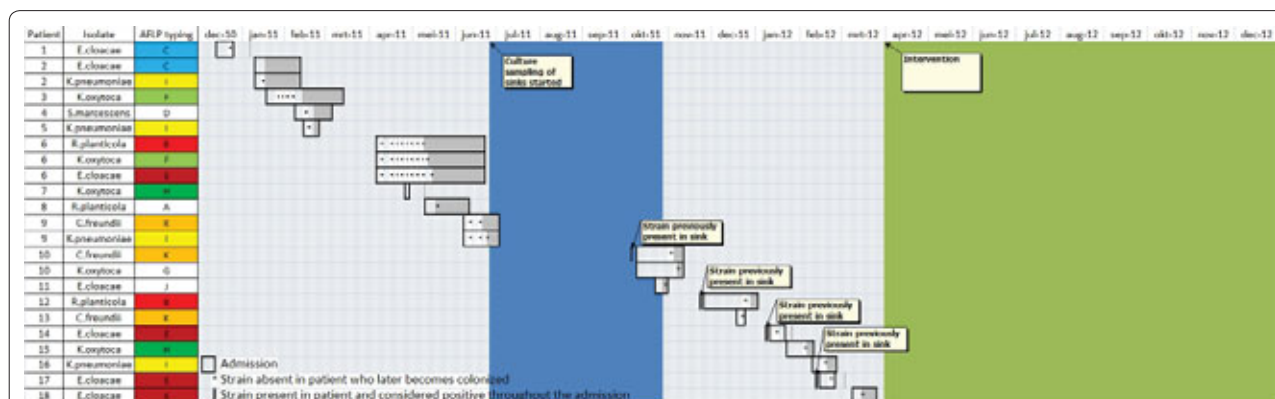 Patient Isolate AFLP typing dec-10 jan-11 feb-11 mrt-11 apr-11 mei-11 jun-11 jul-11 aug-11 sep-11 okt-11 nov-11 dec-11 jan-12 feb-12 mrt-12 apr-12 mei-12 jun-12 jul-12 aug-12 sep-12 okt-12 nov-12 dec-12
1 E.cloacae C
2 E.cloacae C
2 K.pneumoniae I
3 K.oxytoca F
4 S.marcescens D
5 K.pneumoniae I
6 R.planticola B
6 K.oxytoca F
6 E.cloacae
7 K.oxytoca H
8 R.planticola A
9 C.freundii K
9 K.pneumoniae I
10 C.freundii K
10 K.oxytoca G
11 E.cloacae J
12 R.planticola B
13 C.freundii K
14 E.cloacae
15 K.oxytoca H
16 K.pneumoniae I
17 E.cloacae
18 E.cloacae
Culture
sampling of
sinks started
Intervention
Strain previously
present in sink
Strain previously
present in sink
Strain previously
present in sink
Strain previously
present in sink
Admission
* Strain absent in patient who later becomes colonized
Strain present in patient and considered positive throughout the admission